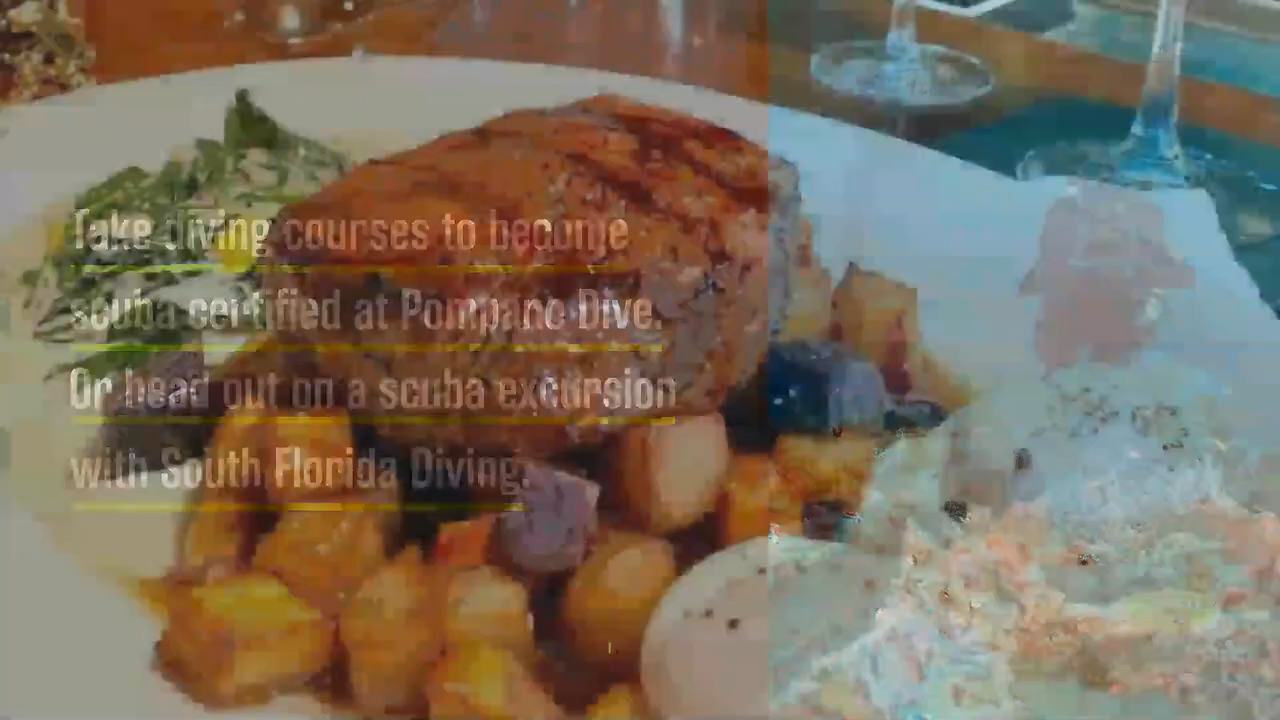 Take diving courses to become
scuba certified at Pompano Dive.
Or head out on a scuba excursion
with South Florida Diving.